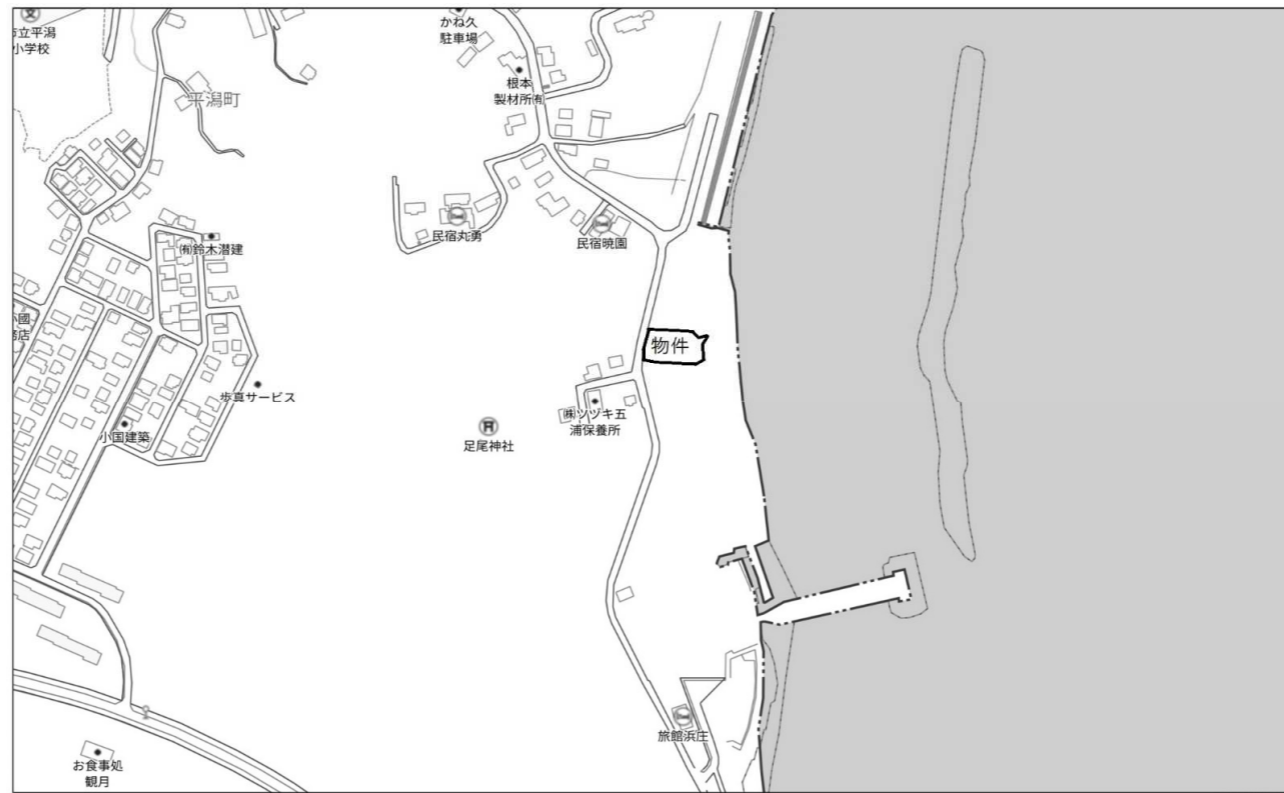 市立平潟
小学校
かね久
駐車場
根本
製材所㈲
平潟町
民宿丸勇
民宿暁園
㈲鈴木潜建
物件
歩真サービス
小国建築
足尾神社
㈱ツヅキ五
浦保養所
旅館浜庄
お食事処
観月